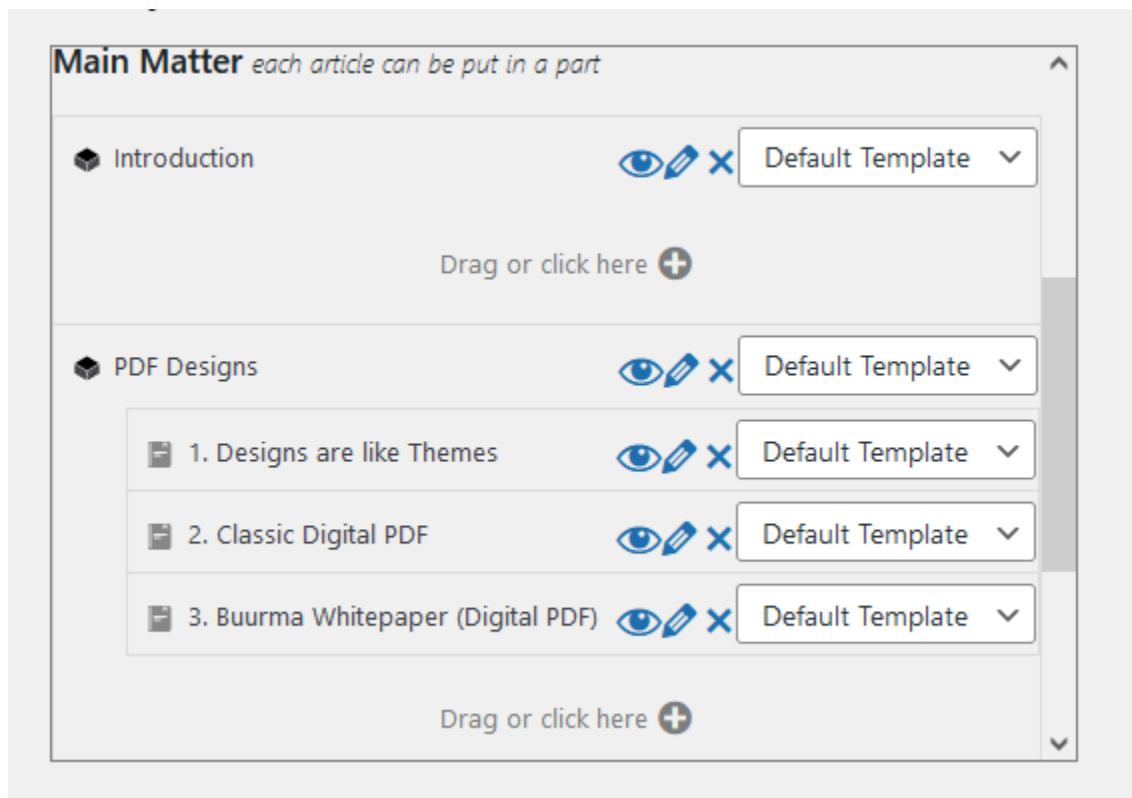 Main Matter each article can be put in a part
Introduction Default Template
Drag or click here
PDF Designs Default Template
1. Designs are like Themes Default Template
2. Classic Digital PDF Default Template
3. Buurma Whitepaper (Digital PDF) Default Template
Drag or click here